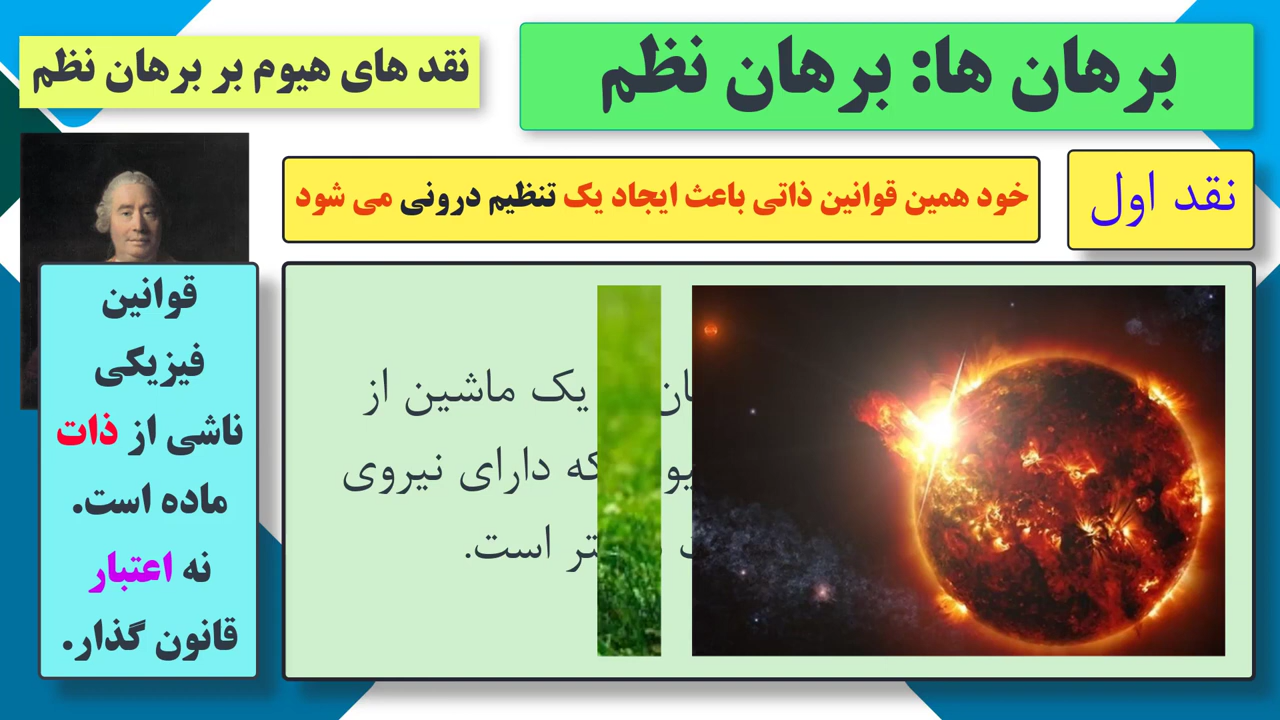 برهان ها: برهان نظم
نقد های هیوم بر برهان نظم
نقد اول
خود همین قوانین ذاتی باعث ایجاد یک تنظیم درونی می شود
یک ماشین از
که دارای نیروی
است.
قوانین
فیزیکی
ناشی از ذات
ماده است.
نه اعتبار
قانون گذار.